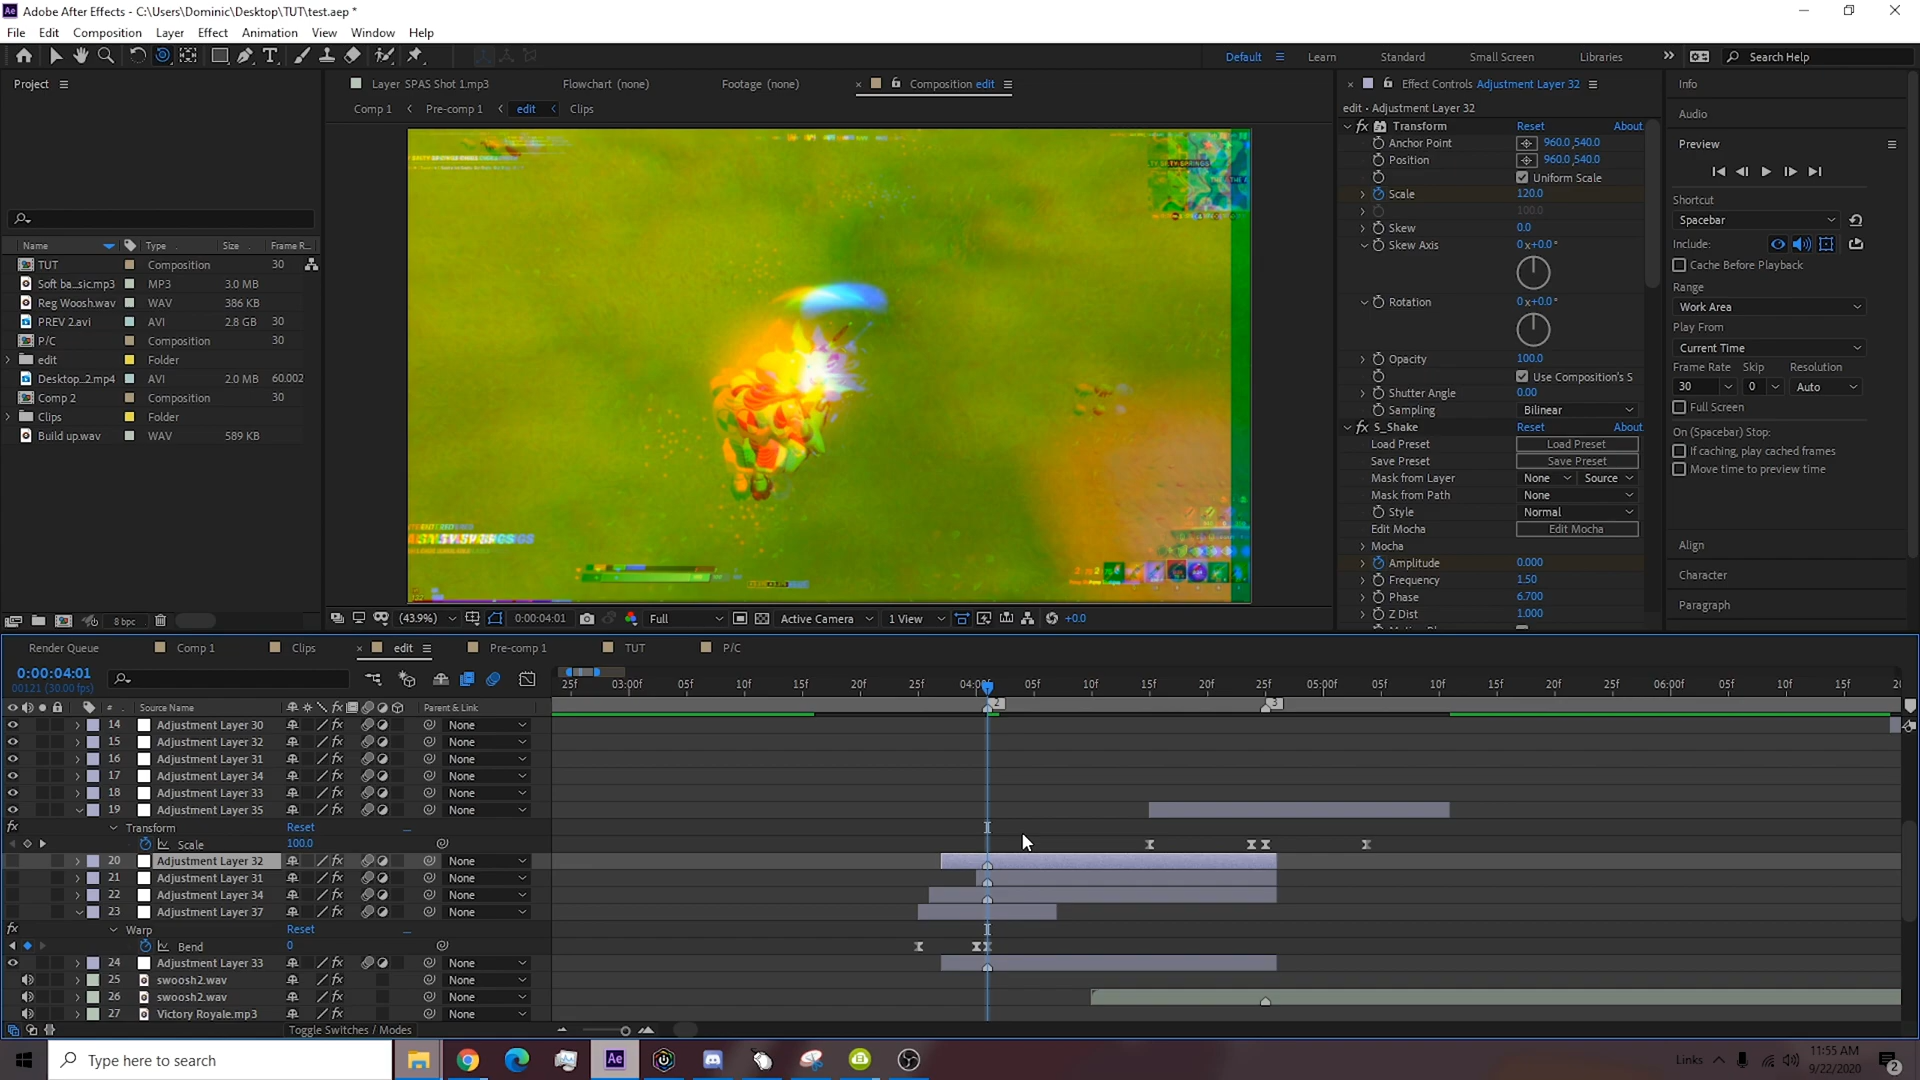 Adobe After Effects - C:\Users\Dominic\Desktop\TUT\test.aep *
File Edit Composition Layer Effect Animation View Window Help
Default Learn Standard Small Screen Libraries Search Help
Project
Layer SPAS Shot 1.mp3 Flowchart (none) Footage (none) Composition edit
Comp 1 Pre-comp 1 edit Clips
Name Type Size Frame R...
TUT Composition 30
Soft ba...sic.mp3 MP3 3.0 MB
Reg Woosh.wav WAV 386 KB
PREV 2.avi AVI 2.8 GB 30
P/C Composition 30
edit Folder
Desktop...2.mp4 AVI 2.0 MB 60.002
Comp 2 Composition 30
Clips Folder
Build up.wav WAV 589 KB
8 bpc
(43.9%) 0:00:04:01 Full Active Camera 1 View +0.0
Effect Controls Adjustment Layer 32
edit • Adjustment Layer 32
fx Transform Reset About
Anchor Point 960.0,540.0
Position 960.0,540.0
Uniform Scale
Scale 120.0
100.0
Skew 0.0
Skew Axis 0x+0.0°
Rotation 0x+0.0°
Opacity 100.0
Use Composition's S
Shutter Angle 0.00
Sampling Bilinear
fx S_Shake Reset About
Load Preset Load Preset
Save Preset Save Preset
Mask from Layer None Source
Mask from Path None
Style Normal
Edit Mocha Edit Mocha
Mocha
Amplitude 0.000
Frequency 1.50
Phase 6.700
Z Dist 1.000
Info
Audio
Preview
Shortcut
Spacebar
Include:
Cache Before Playback
Range
Work Area
Play From
Current Time
Frame Rate Skip Resolution
30 0 Auto
Full Screen
On (Spacebar) Stop:
If caching, play cached frames
Move time to preview time
Align
Character
Paragraph
Render Queue Comp 1 Clips edit Pre-comp 1 TUT P/C
0:00:04:01
00121 (30.00 fps)
25f 03:00f 05f 10f 15f 20f 25f 04:0 05f 10f 15f 20f 25f 05:00f 05f 10f 15f 20f 25f 06:00f 05f 10f 15f 20
2 3
# Source Name Parent & Link
14 Adjustment Layer 30 None
15 Adjustment Layer 32 None
16 Adjustment Layer 31 None
17 Adjustment Layer 34 None
18 Adjustment Layer 33 None
19 Adjustment Layer 35 None
fx Transform Reset
Scale 100.0
20 Adjustment Layer 32 None
21 Adjustment Layer 31 None
22 Adjustment Layer 34 None
23 Adjustment Layer 37 None
fx Warp Reset
Bend 0
24 Adjustment Layer 33 None
25 swoosh2.wav None
26 swoosh2.wav None
27 Victory Royale.mp3 None
Toggle Switches / Modes
Type here to search
Ae
Links
11:55 AM
9/22/2020
2